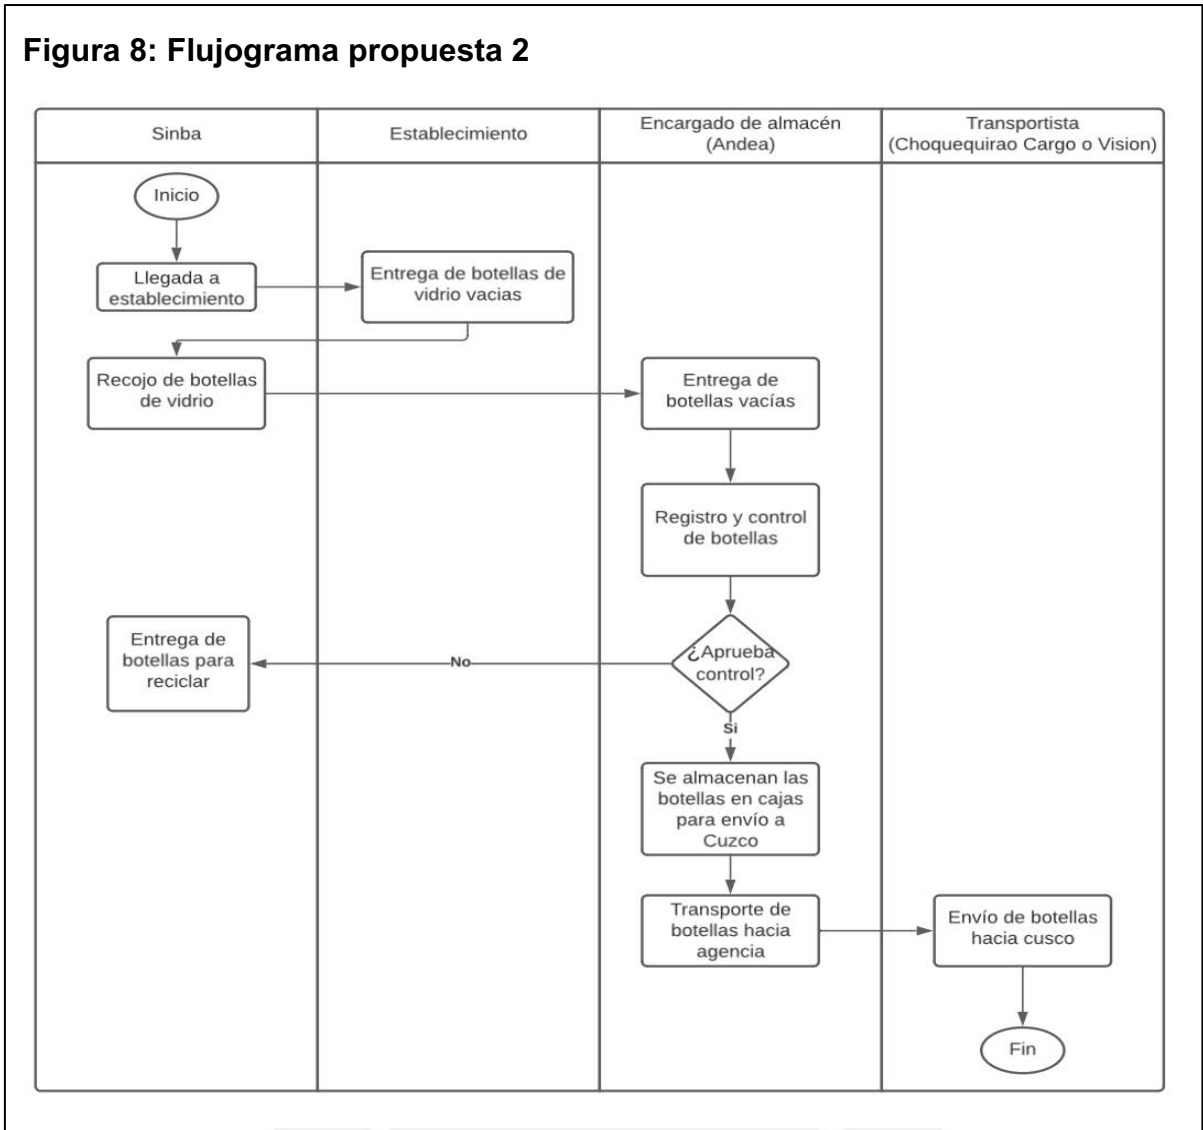 Figura 8: Flujograma propuesta 2
Sinba
Establecimiento
Encargado de almacén
(Andea)
Transportista
(Choquequirao Cargo o Vision)
Inicio
Llegada a
establecimiento
Entrega de botellas de
vidrio vacias
Recojo de botellas
de vidrio
Entrega de
botellas vacías
Registro y control
de botellas
¿Aprueba
control?
No
Entrega de
botellas para
reciclar
Si
Se almacenan las
botellas en cajas
para envío a
Cuzco
Transporte de
botellas hacia
agencia
Envío de botellas
hacia cusco
Fin